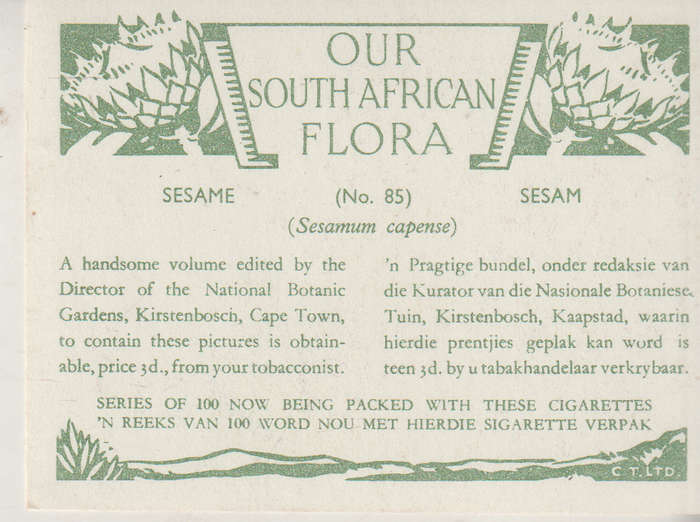 OUR
SOUTH AFRICAN
FLORA
SESAME (No. 85) SESAM
(Sesamum capense)
A handsome volume edited by the
Director of the National Botanic
Gardens, Kirstenbosch, Cape Town,
to contain these pictures is obtain-
able, price 3d., from your tobacconist.
'n Pragtige bundel, onder redaksie van
die Kurator van die Nasionale Botaniese
Tuin, Kirstenbosch, Kaapstad, waarin
hierdie prentjies geplak kan word is
teen 3d. by u tabakhandelaar verkrybaar.
SERIES OF 100 NOW BEING PACKED WITH THESE CIGARETTES
'N REEKS VAN 100 WORD NOU MET HIERDIE SIGARETTE VERPAK
C.T.LTD.